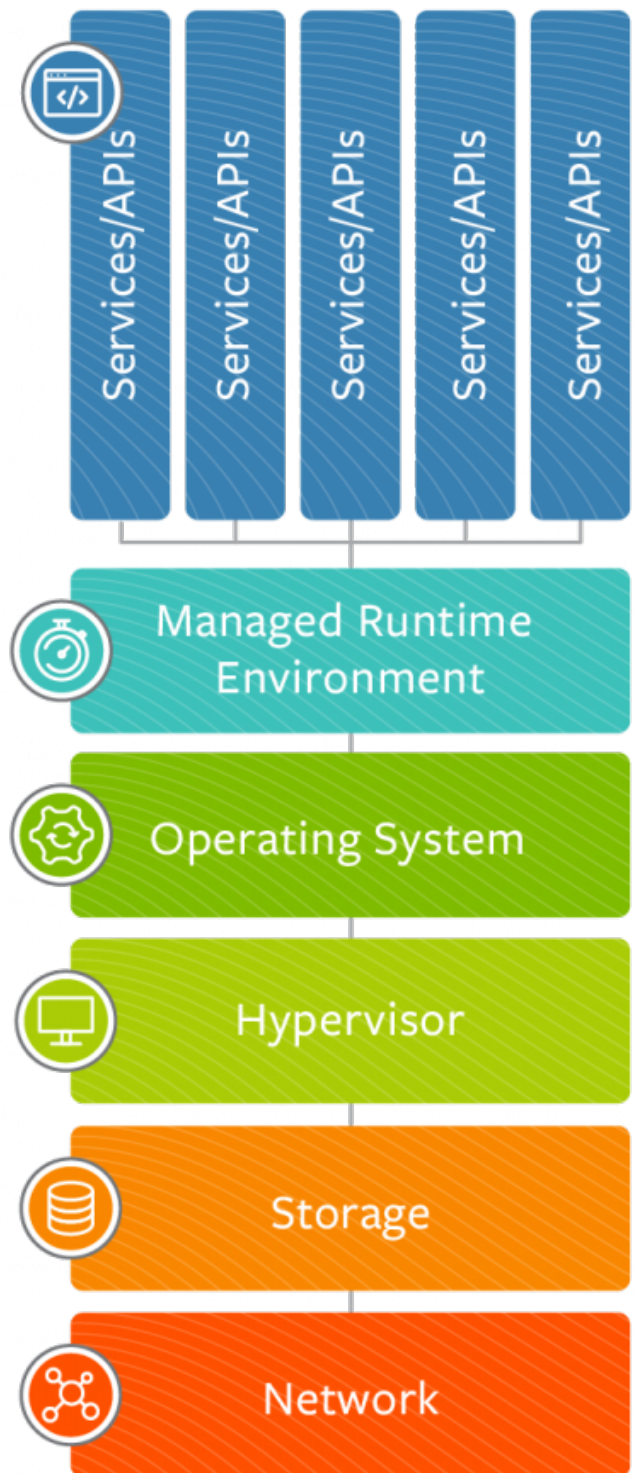 </>
Services/APIs
Services/APIs
Services/APIs
Services/APIs
Services/APIs
Managed Runtime
Environment
Operating System
Hypervisor
Storage
Network